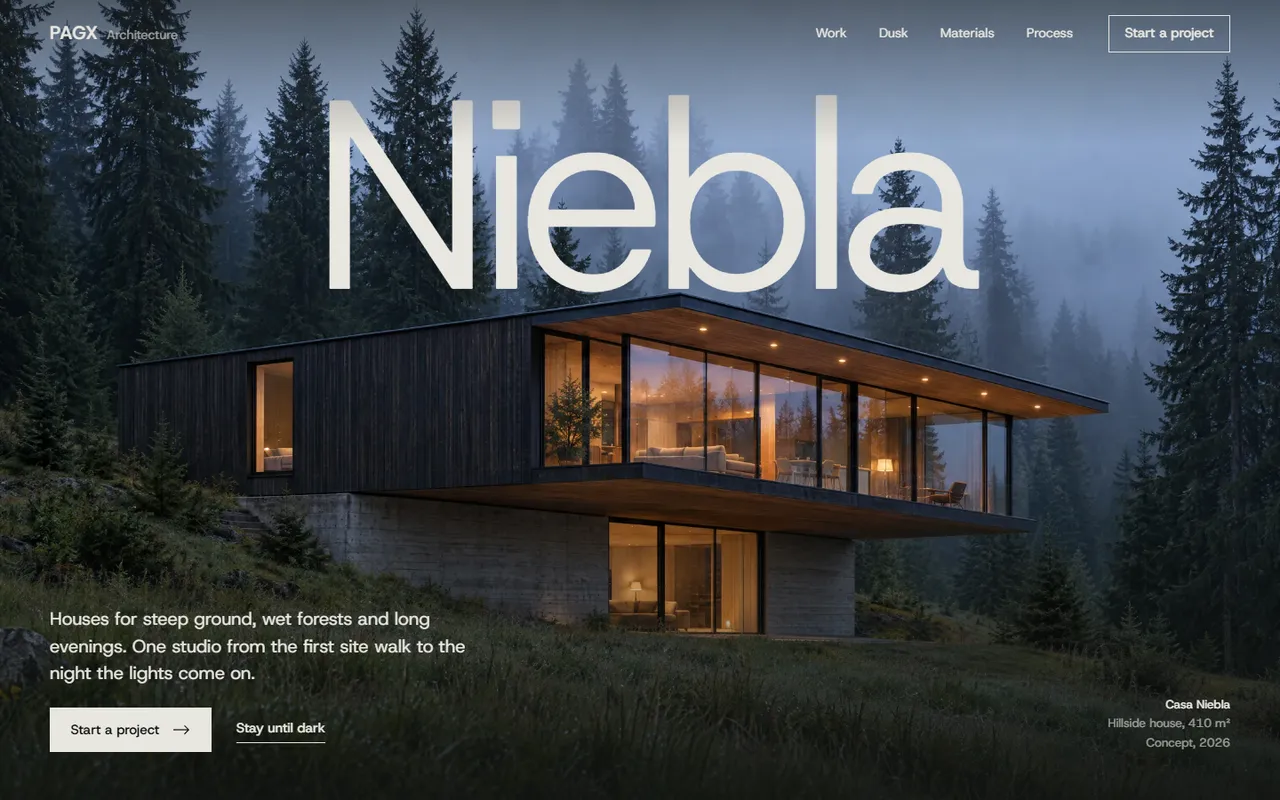 PAGX Architecture
Work Dusk Materials Process Start a project
Niebla
Houses for steep ground, wet forests and long
evenings. One studio from the first site walk to the
night the lights come on.
Start a project → Stay until dark
Casa Niebla
Hillside house, 410 m²
Concept, 2026